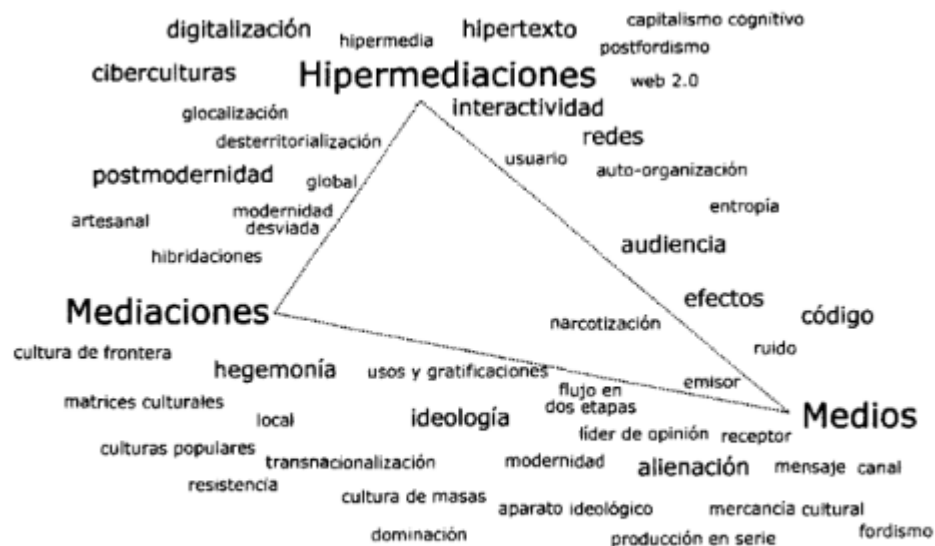 capitalismo cognitivo
digitalización
hipertexto
hipermedia
postfordismo
ciberculturas
Hipermediaciones
web 2.0
glocalización
interactividad
desterritorialización
redes
usuario
auto-organización
postmodernidad
global
artesanal
modernidad
desviada
entropía
hibridaciones
audiencia
Mediaciones
efectos
narcotización
código
cultura de frontera
ruido
hegemonía
usos y gratificaciones
emisor
flujo en
dos etapas
matrices culturales
local
ideología
Medios
culturas populares
líder de opinión
receptor
transnacionalización
modernidad
alienación
mensaje
canal
resistencia
cultura de masas
aparato ideológico
mercancía cultural
dominación
producción en serie
fordismo